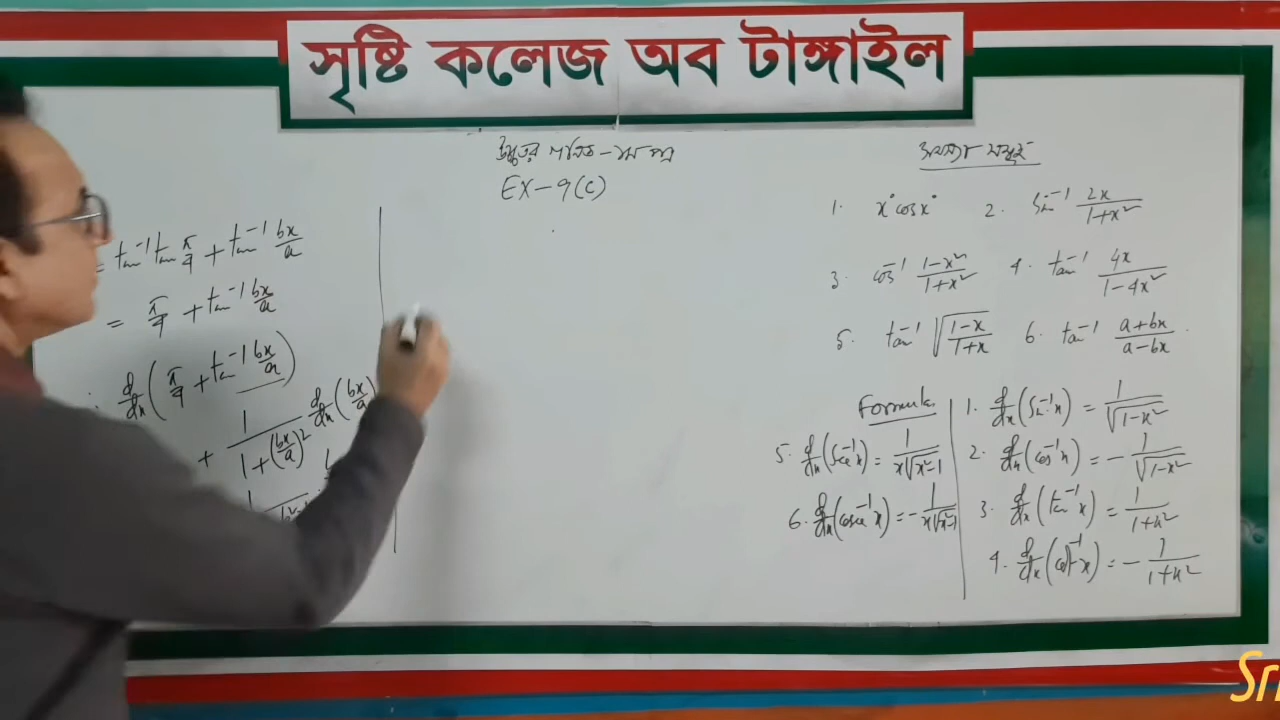 সৃষ্টি কলেজ অব টাঙ্গাইল
উচ্চতর গণিত - ১ম পত্র
EX - 9(c)
= tan⁻¹ tan π/4 + tan⁻¹ bx/a
= π/4 + tan⁻¹ bx/a
∴ d/dx (π/4 + tan⁻¹ bx/a)
+ 1/(1+(bx/a)²) d/dx (bx/a)
সমস্যা সমূহ
1. x° cos x° 2. Sin⁻¹ 2x/(1+x²)
3. cos⁻¹ (1-x²)/(1+x²) 4. tan⁻¹ 4x/(1-4x²)
5. tan⁻¹ √((1-x)/(1+x)) 6. tan⁻¹ (a+bx)/(a-bx)
Formula
1. d/dx (Sin⁻¹x) = 1/√(1-x²)
2. d/dx (cos⁻¹x) = - 1/√(1-x²)
3. d/dx (tan⁻¹x) = 1/(1+x²)
4. d/dx (cot⁻¹x) = - 1/(1+x²)
5. d/dx (Sec⁻¹x) = 1/(x√(x²-1))
6. d/dx (cosec⁻¹x) = - 1/(x√(x²-1))
Sri